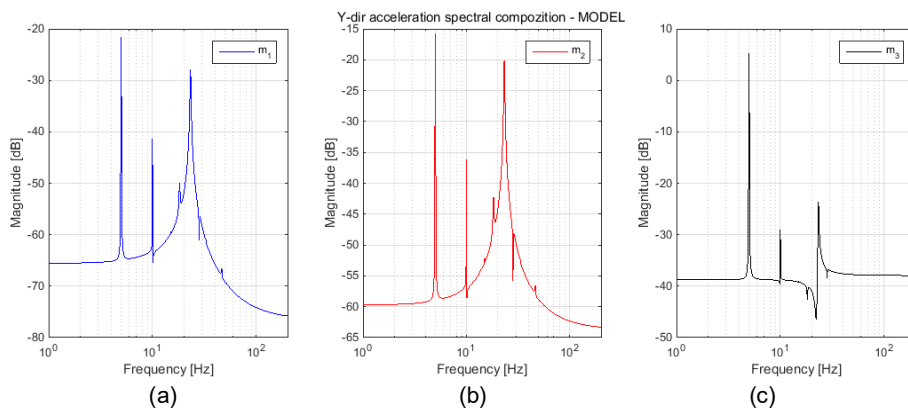 Y-dir acceleration spectral compozition - MODEL
-20
-30
-40
-50
-60
-70
-80
Magnitude [dB]
10^0
10^1
10^2
Frequency [Hz]
m_1
(a)
-15
-20
-25
-30
-35
-40
-45
-50
-55
-60
-65
Magnitude [dB]
10^0
10^1
10^2
Frequency [Hz]
m_2
(b)
10
0
-10
-20
-30
-40
-50
Magnitude [dB]
10^0
10^1
10^2
Frequency [Hz]
m_3
(c)